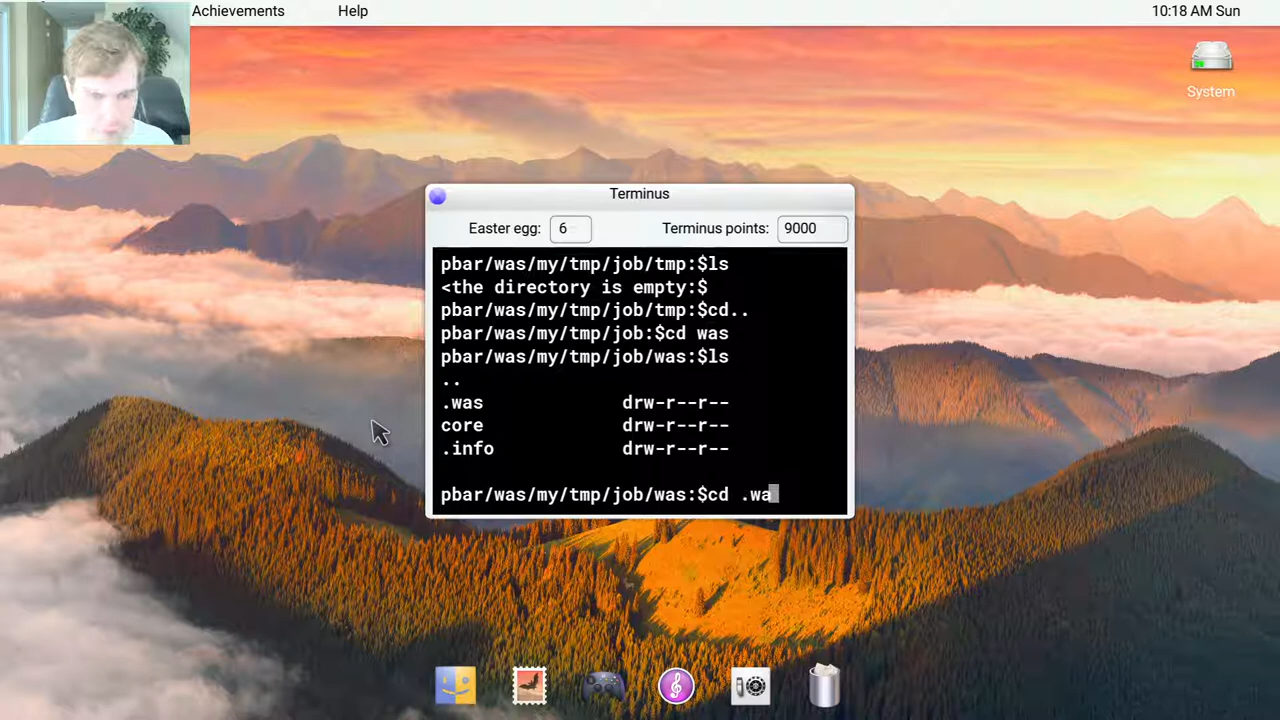 Achievements
Help
10:18 AM Sun
System
Terminus
Easter egg:
6
Terminus points:
9000
pbar/was/my/tmp/job/tmp:$ls
<the directory is empty:$
pbar/was/my/tmp/job/tmp:$cd..
pbar/was/my/tmp/job:$cd was
pbar/was/my/tmp/job/was:$ls
..
.was drw-r--r--
core drw-r--r--
.info drw-r--r--
pbar/was/my/tmp/job/was:$cd .wa